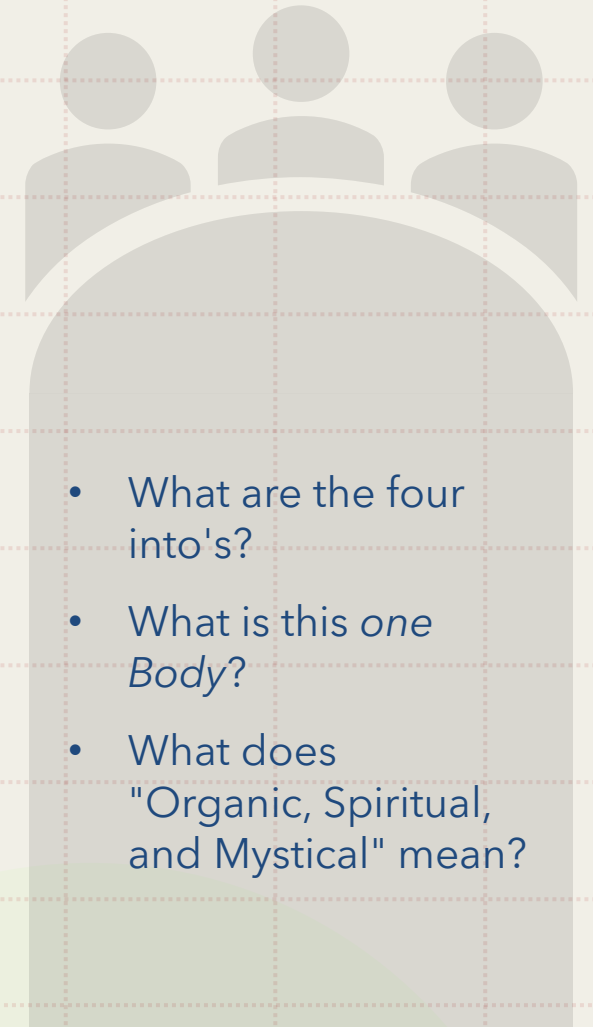 • What are the four
into's?
• What is this one
Body?
• What does
"Organic, Spiritual,
and Mystical" mean?